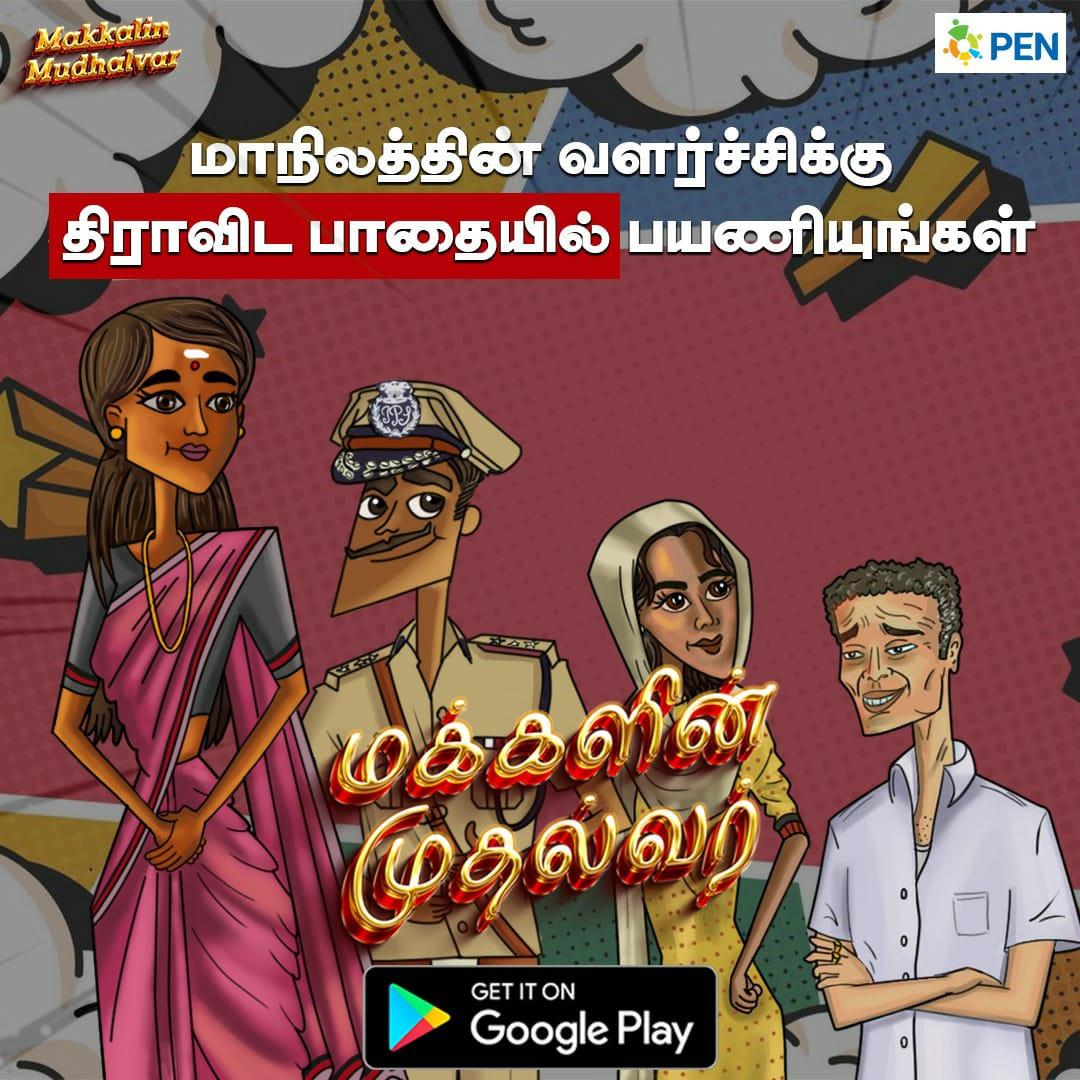 Makkalin
Mudhalvar
PEN
மாநிலத்தின் வளர்ச்சிக்கு
திராவிட பாதையில் பயணியுங்கள்
மக்களின்
முதல்வர்
GET IT ON
Google Play